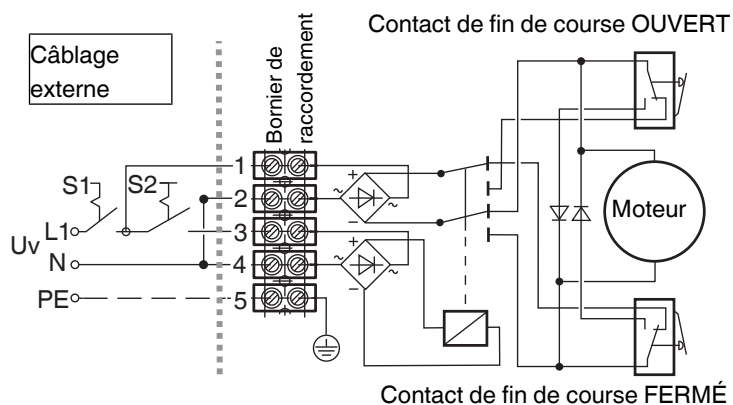 Contact de fin de course OUVERT
Câblage
externe
Bornier de
raccordement
S1
S2
1
2
3
4
5
L1
Uv
N
PE
+
~
~
–
+
~
~
–
Moteur
Contact de fin de course FERMÉ